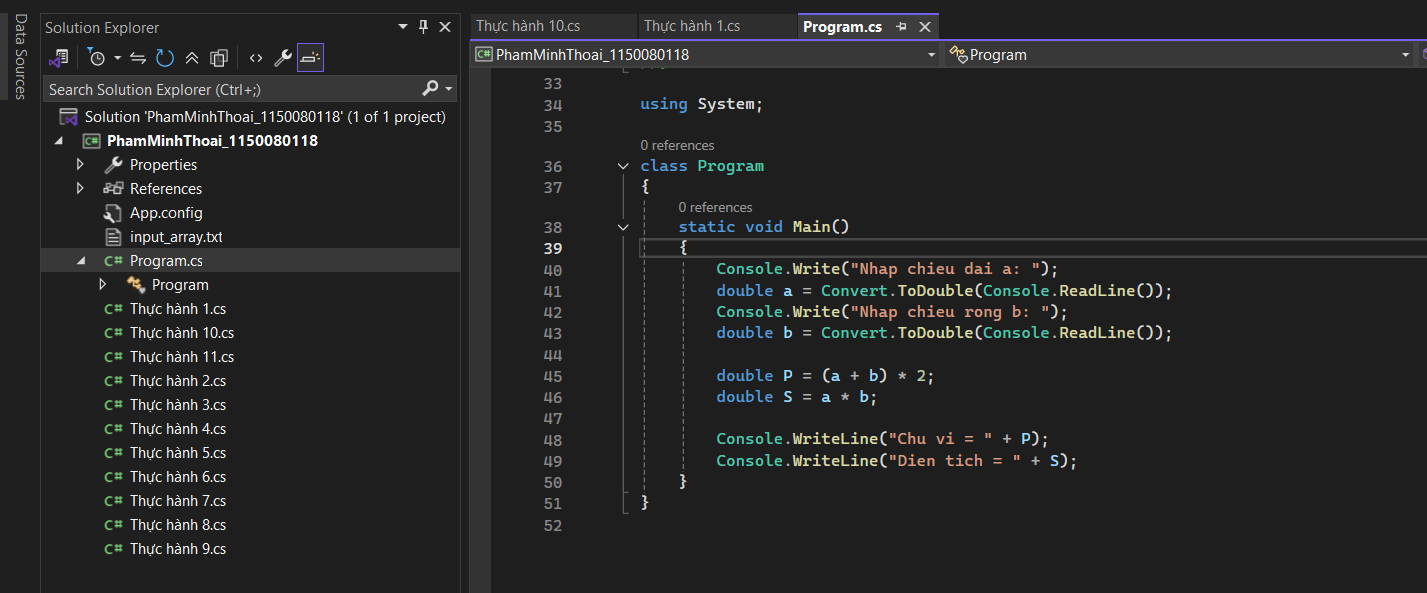 Data Sources
Solution Explorer
Search Solution Explorer (Ctrl+;)
Solution 'PhamMinhThoai_1150080118' (1 of 1 project)
PhamMinhThoai_1150080118
Properties
References
App.config
input_array.txt
C# Program.cs
Program
C# Thực hành 1.cs
C# Thực hành 10.cs
C# Thực hành 11.cs
C# Thực hành 2.cs
C# Thực hành 3.cs
C# Thực hành 4.cs
C# Thực hành 5.cs
C# Thực hành 6.cs
C# Thực hành 7.cs
C# Thực hành 8.cs
C# Thực hành 9.cs
Thực hành 10.cs Thực hành 1.cs Program.cs
C# PhamMinhThoai_1150080118 Program
33
34 using System;
35
0 references
36 class Program
37 {
0 references
38 static void Main()
39 {
40 Console.Write("Nhap chieu dai a: ");
41 double a = Convert.ToDouble(Console.ReadLine());
42 Console.Write("Nhap chieu rong b: ");
43 double b = Convert.ToDouble(Console.ReadLine());
44
45 double P = (a + b) * 2;
46 double S = a * b;
47
48 Console.WriteLine("Chu vi = " + P);
49 Console.WriteLine("Dien tich = " + S);
50 }
51 }
52